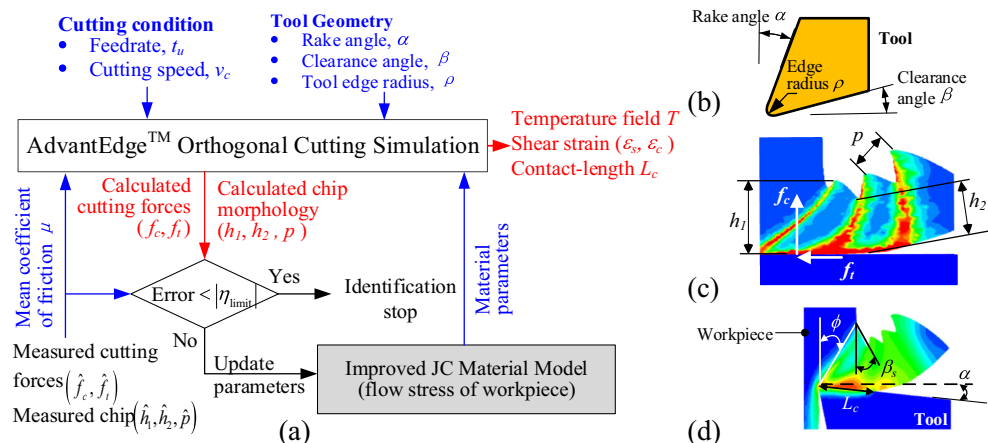 Cutting condition
• Feedrate, t_u
• Cutting speed, v_c
Tool Geometry
• Rake angle, α
• Clearance angle, β
• Tool edge radius, ρ
AdvantEdge™ Orthogonal Cutting Simulation
Temperature field T
Shear strain (ε_s, ε_c)
Contact-length L_c
Calculated
cutting forces
(f_c, f_t)
Calculated chip
morphology
(h_1, h_2 , p)
Mean coefficient
of friction μ
Material
parameters
Error < |η_limit|
Yes
Identification
stop
No
Update
parameters
Measured cutting
forces (f̂_c, f̂_t)
Measured chip (ĥ_1, ĥ_2, p̂)
Improved JC Material Model
(flow stress of workpiece)
(a)
Rake angle α
Tool
Edge
radius ρ
Clearance
angle β
(b)
p
h_1
f_c
f_t
h_2
(c)
Workpiece
ϕ
β_s
α
L_c
Tool
(d)